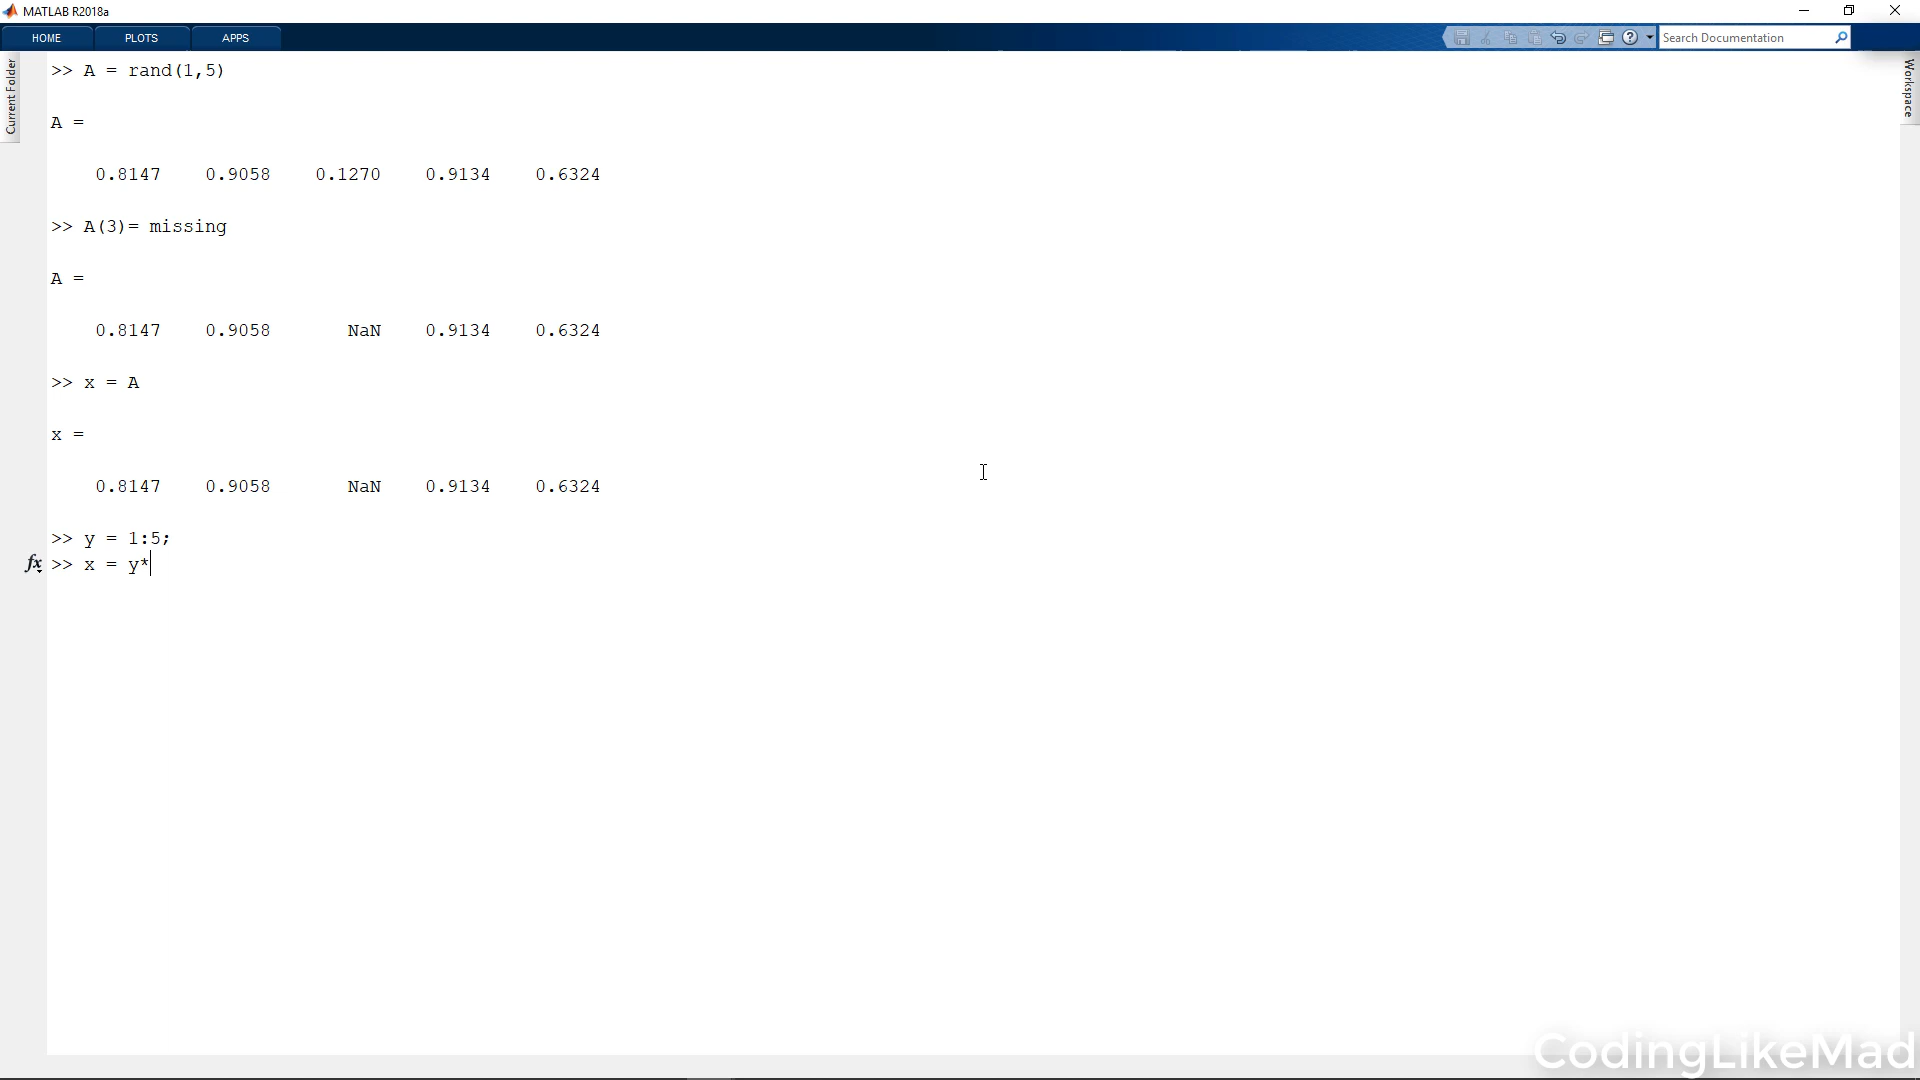 MATLAB R2018a
HOME PLOTS APPS
Search Documentation
Current Folder
Workspace
>> A = rand(1,5)
A =
0.8147 0.9058 0.1270 0.9134 0.6324
>> A(3)= missing
A =
0.8147 0.9058 NaN 0.9134 0.6324
>> x = A
x =
0.8147 0.9058 NaN 0.9134 0.6324
>> y = 1:5;
fx >> x = y*
CodingLikeMad